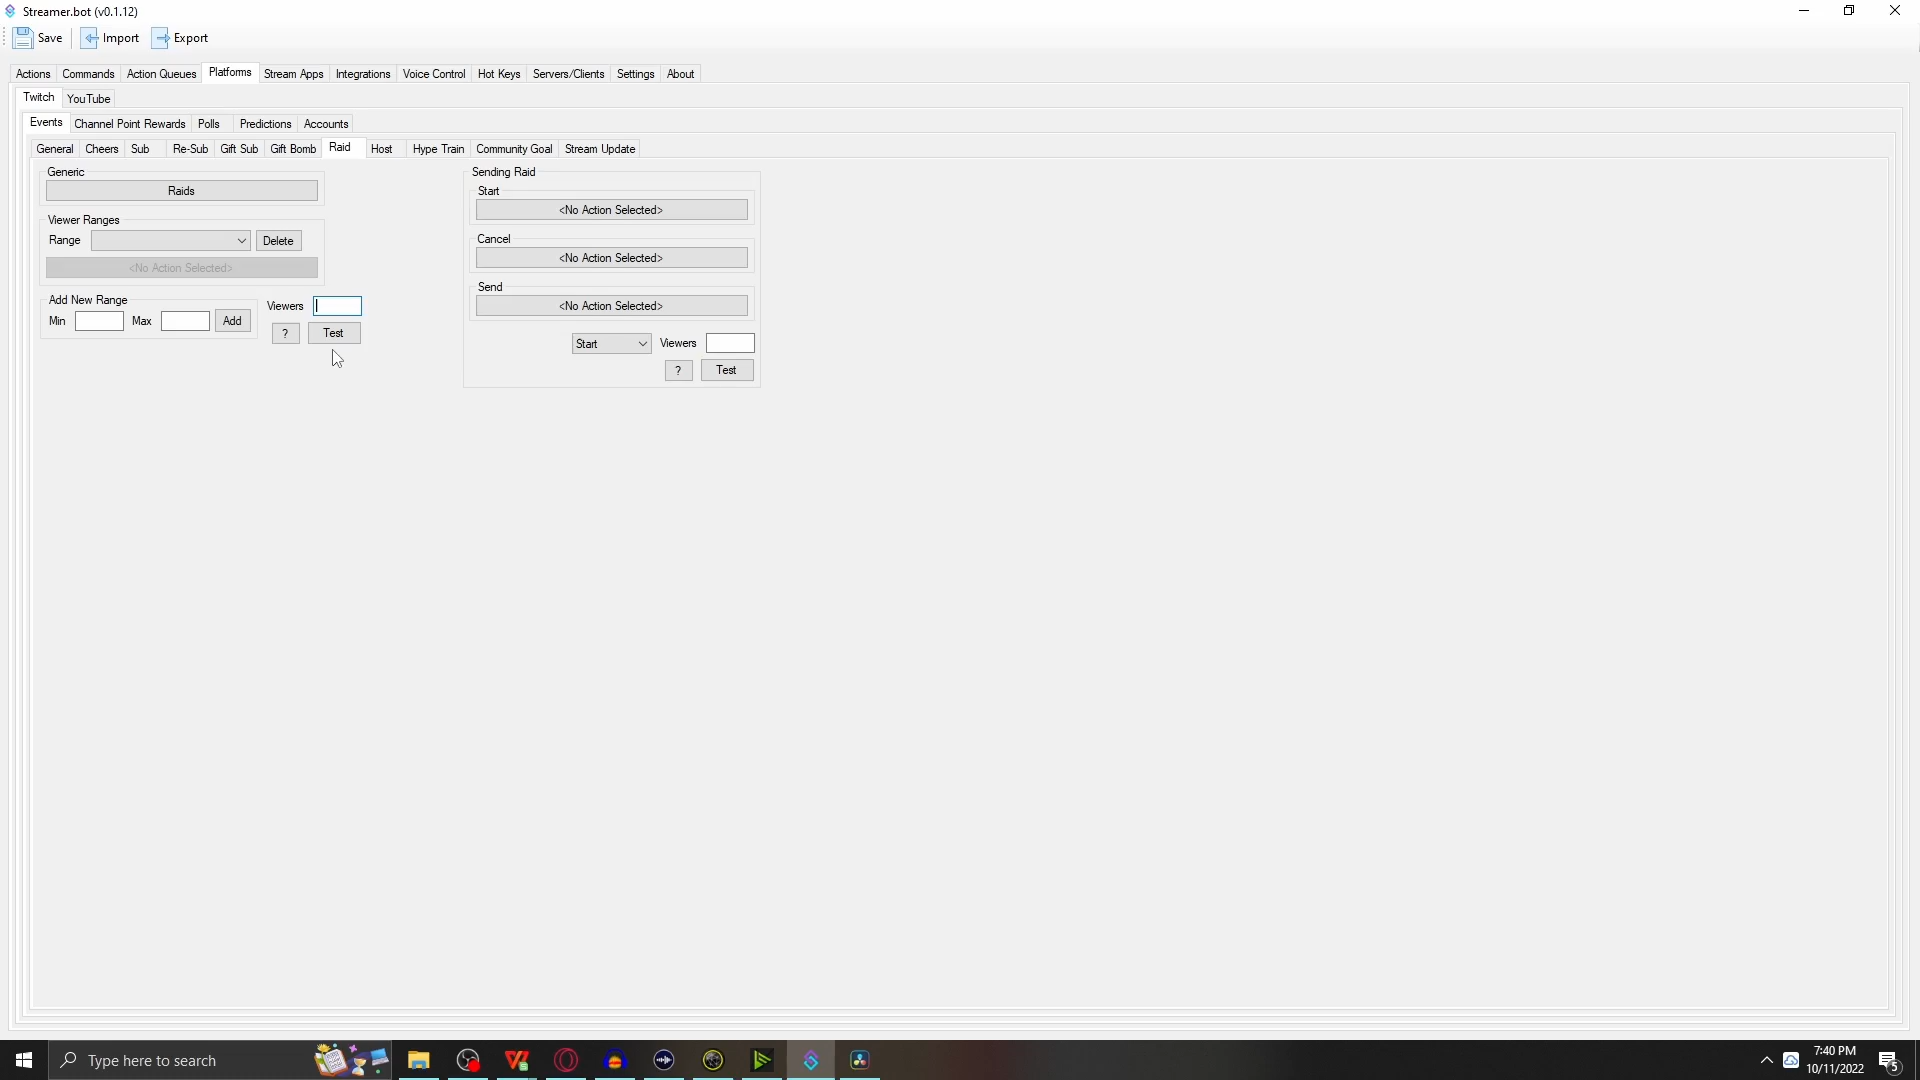 Streamer.bot (v0.1.12)
Save Import Export
Actions Commands Action Queues Platforms Stream Apps Integrations Voice Control Hot Keys Servers/Clients Settings About
Twitch YouTube
Events Channel Point Rewards Polls Predictions Accounts
General Cheers Sub Re-Sub Gift Sub Gift Bomb Raid Host Hype Train Community Goal Stream Update
Generic
Raids
Viewer Ranges
Range Delete
<No Action Selected>
Add New Range
Min Max Add
Viewers
? Test
Sending Raid
Start
<No Action Selected>
Cancel
<No Action Selected>
Send
<No Action Selected>
Start Viewers
? Test
Type here to search
7:40 PM
10/11/2022
5